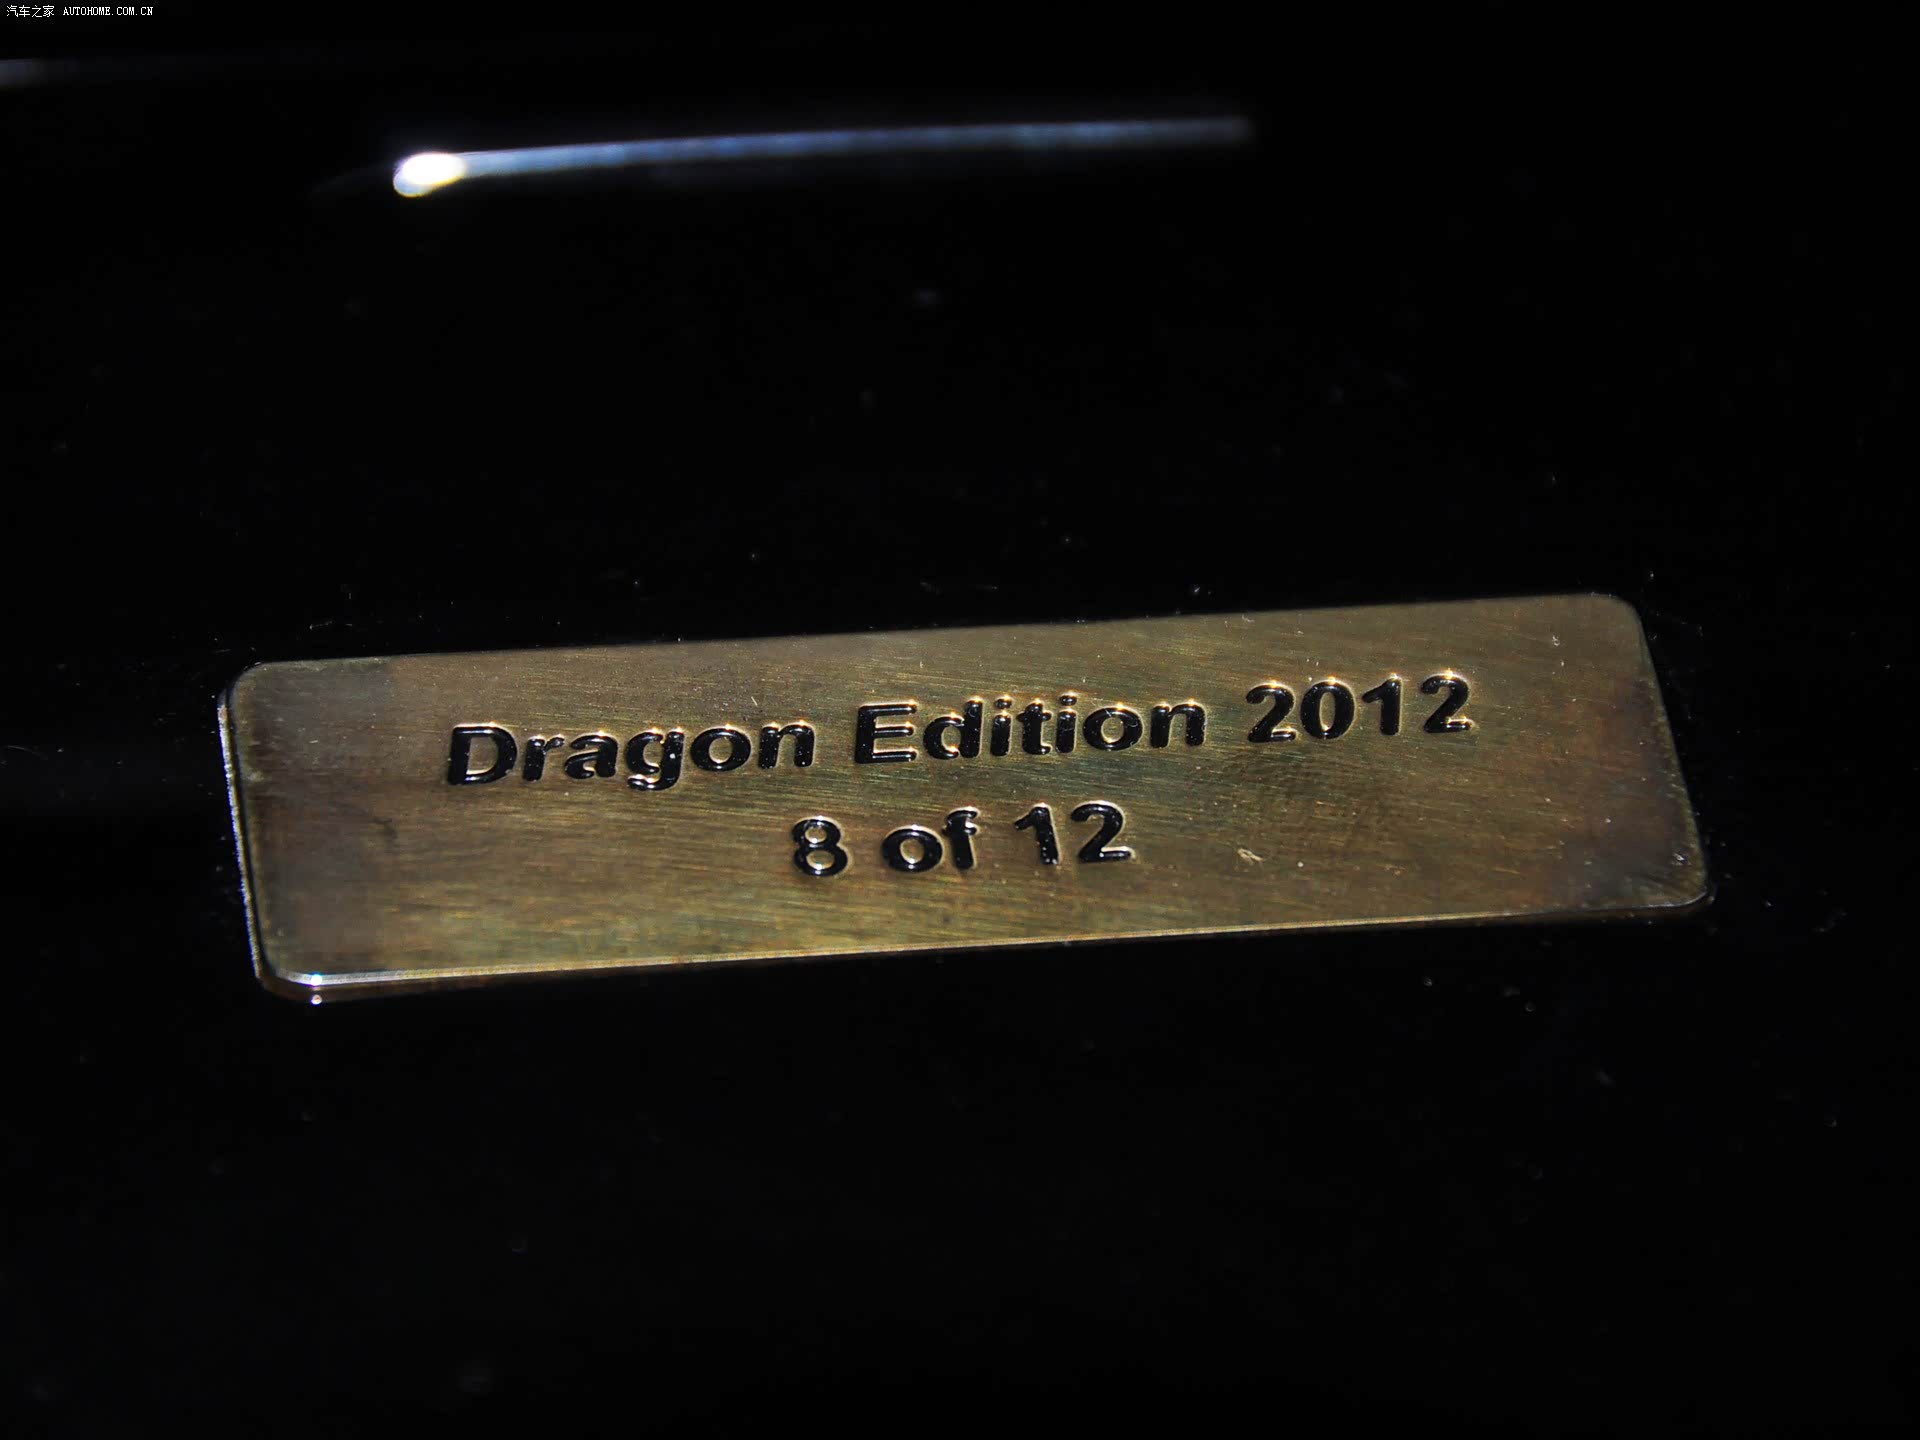 汽车之家 AUTOHOME.COM.CN
Dragon Edition 2012
8 of 12